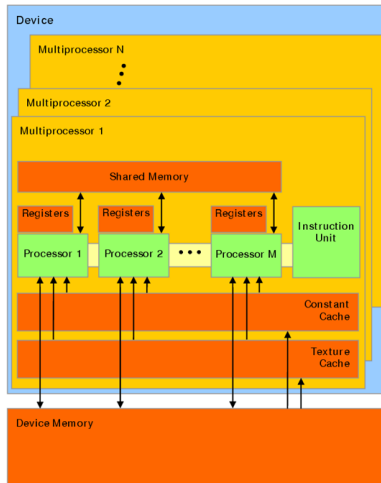 Device
Multiprocessor N
Multiprocessor 2
Multiprocessor 1
Shared Memory
Registers
Registers
Registers
Instruction
Unit
Processor 1
Processor 2
Processor M
Constant
Cache
Texture
Cache
Device Memory